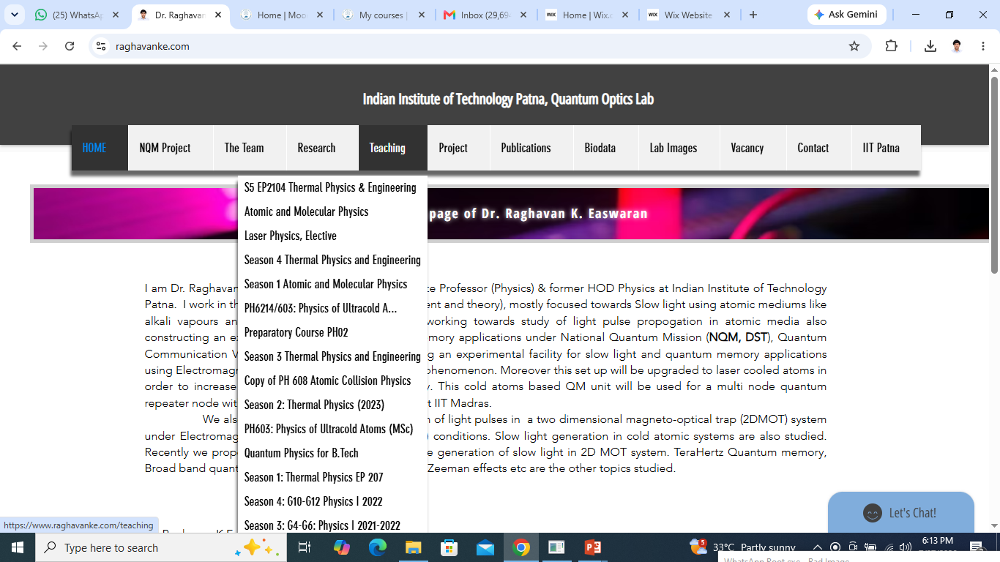 (25) WhatsAp
Dr. Raghavan
Home | Mood
My courses |
Inbox (29,69
Home | Wix.c
Wix Website
Ask Gemini
raghavanke.com
Indian Institute of Technology Patna, Quantum Optics Lab
HOME
NQM Project
The Team
Research
Teaching
Project
Publications
Biodata
Lab Images
Vacancy
Contact
IIT Patna
S5 EP2104 Thermal Physics & Engineering
Atomic and Molecular Physics
Laser Physics, Elective
Season 4 Thermal Physics and Engineering
Season 1 Atomic and Molecular Physics
PH6214/603: Physics of Ultracold A...
Preparatory Course PH02
Season 3 Thermal Physics and Engineering
Copy of PH 608 Atomic Collision Physics
Season 2: Thermal Physics (2023)
PH603: Physics of Ultracold Atoms (MSc)
Quantum Physics for B.Tech
Season 1: Thermal Physics EP 207
Season 4: G10-G12 Physics I 2022
Season 3: G4-G6: Physics I 2021-2022
page of Dr. Raghavan K. Easwaran
I am Dr. Raghavan Professor (Physics) & former HOD Physics at Indian Institute of Technology
Patna. I work in th ent and theory), mostly focused towards Slow light using atomic mediums like
alkali vapours an working towards study of light pulse propogation in atomic media also
constructing an ex mory applications under National Quantum Mission (NQM, DST), Quantum
Communication V ng an experimental facility for slow light and quantum memory applications
using Electromagn phenomenon. Moreover this set up will be upgraded to laser cooled atoms in
order to increase y. This cold atoms based QM unit will be used for a multi node quantum
repeater node wit t IIT Madras.
We als n of light pulses in a two dimensional magneto-optical trap (2DMOT) system
under Electromag ) conditions. Slow light generation in cold atomic systems are also studied.
Recently we prop e generation of slow light in 2D MOT system. TeraHertz Quantum memory,
Broad band quant Zeeman effects etc are the other topics studied.
Let's Chat!
https://www.raghavanke.com/teaching
Type here to search
5
33°C Partly sunny
6:13 PM